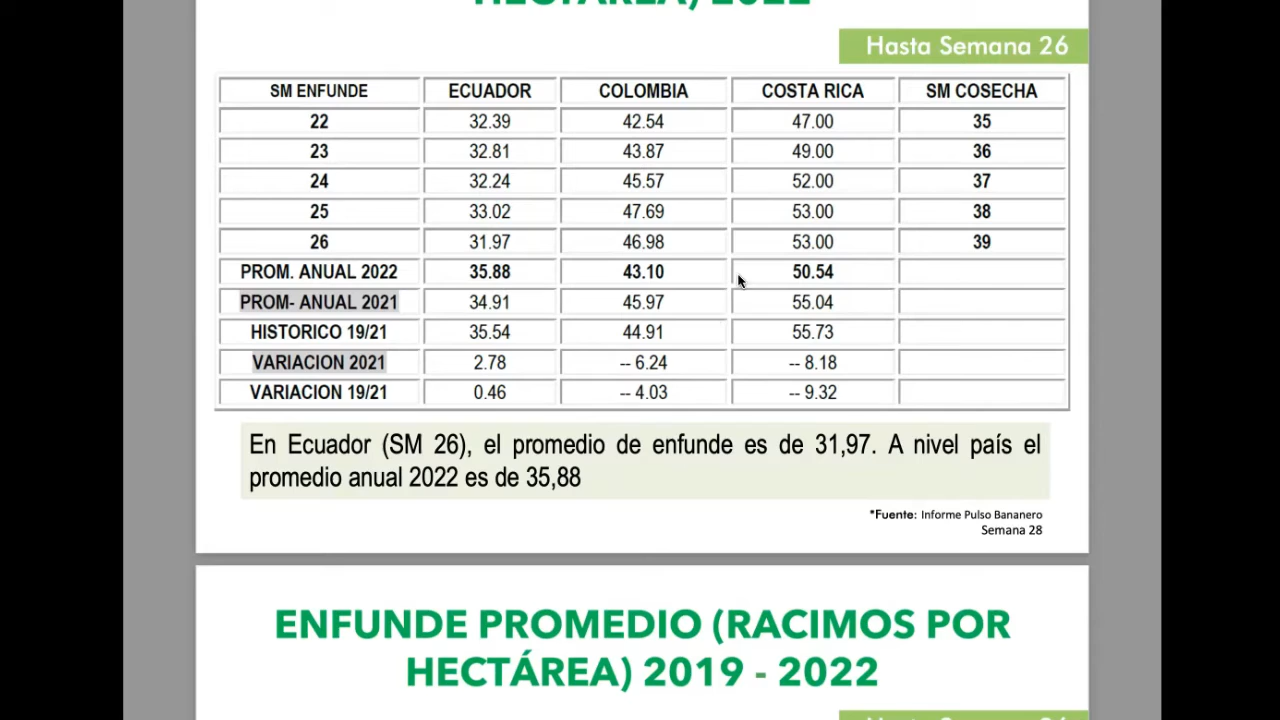 HECTÁREA) 2022
Hasta Semana 26
SM ENFUNDE ECUADOR COLOMBIA COSTA RICA SM COSECHA
22 32.39 42.54 47.00 35
23 32.81 43.87 49.00 36
24 32.24 45.57 52.00 37
25 33.02 47.69 53.00 38
26 31.97 46.98 53.00 39
PROM. ANUAL 2022 35.88 43.10 50.54
PROM- ANUAL 2021 34.91 45.97 55.04
HISTORICO 19/21 35.54 44.91 55.73
VARIACION 2021 2.78 -- 6.24 -- 8.18
VARIACION 19/21 0.46 -- 4.03 -- 9.32
En Ecuador (SM 26), el promedio de enfunde es de 31,97. A nivel país el
promedio anual 2022 es de 35,88
*Fuente: Informe Pulso Bananero
Semana 28
ENFUNDE PROMEDIO (RACIMOS POR
HECTÁREA) 2019 - 2022
Hasta Semana 26